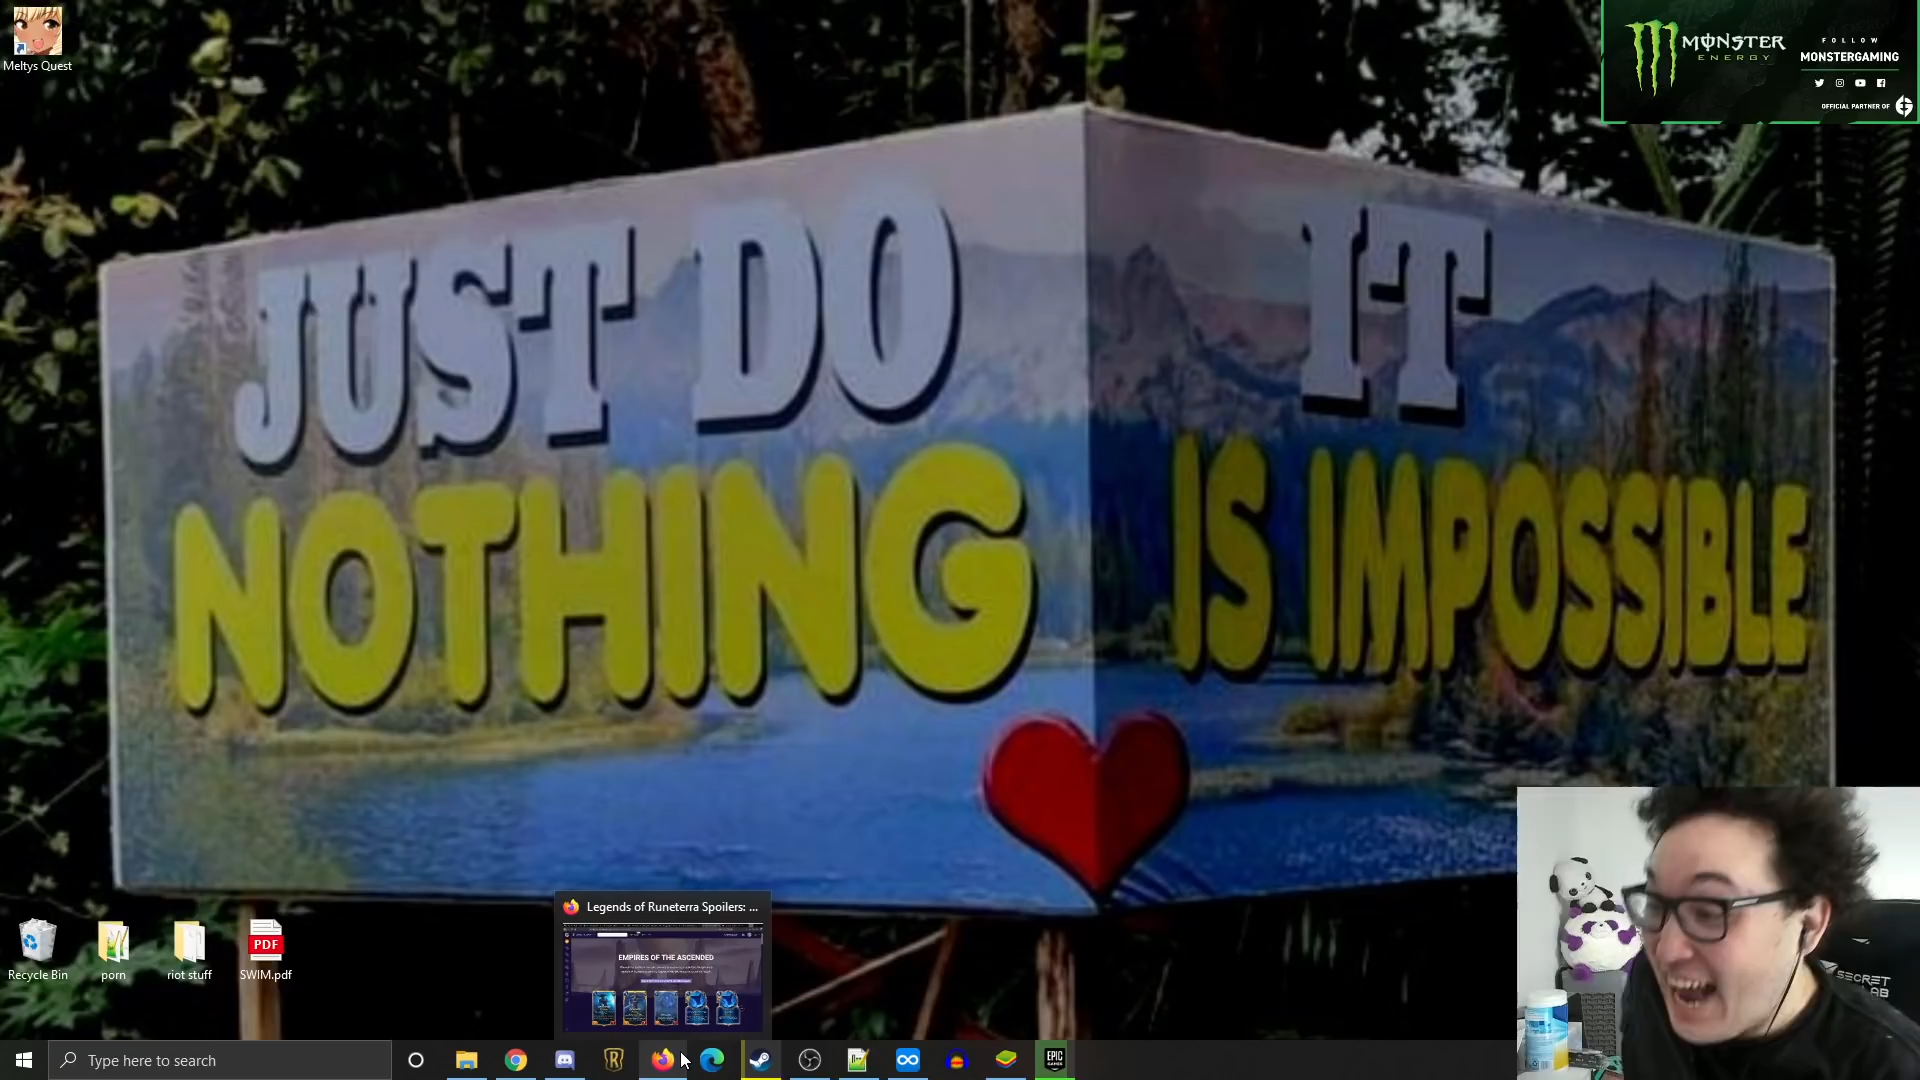 Meltys Quest
MONSTER
ENERGY
FOLLOW
MONSTERGAMING
OFFICIAL PARTNER OF
JUST DO IT
NOTHING IS IMPOSSIBLE
SECRET
LAB
Legends of Runeterra Spoilers: ...
EMPIRES OF THE ASCENDED
PDF
Recycle Bin
porn
riot stuff
SWIM.pdf
Type here to search
EPIC
GAMES